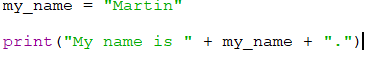 my_name = "Martin"
print("My name is " + my_name + ".")